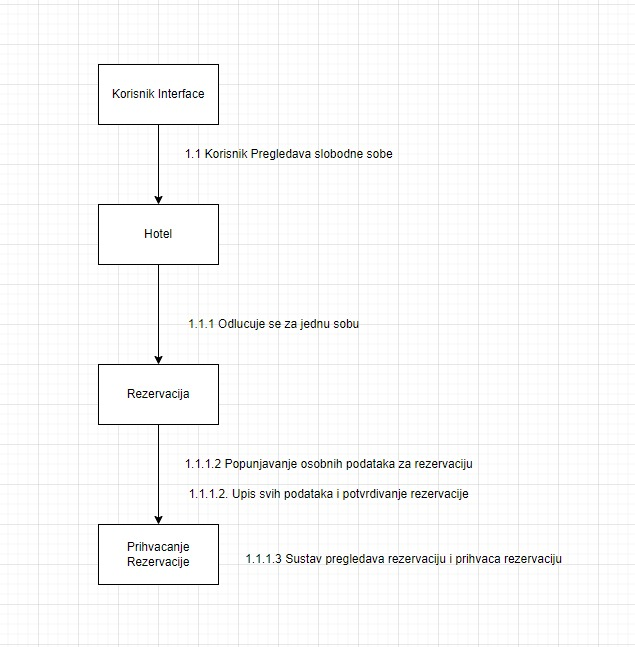 Korisnik Interface
1.1 Korisnik Pregledava slobodne sobe
Hotel
1.1.1 Odlucuje se za jednu sobu
Rezervacija
1.1.1.2 Popunjavanje osobnih podataka za rezervaciju
1.1.1.2. Upis svih podataka i potvrdivanje rezervacije
Prihvacanje
Rezervacije
1.1.1.3 Sustav pregledava rezervaciju i prihvaca rezervaciju